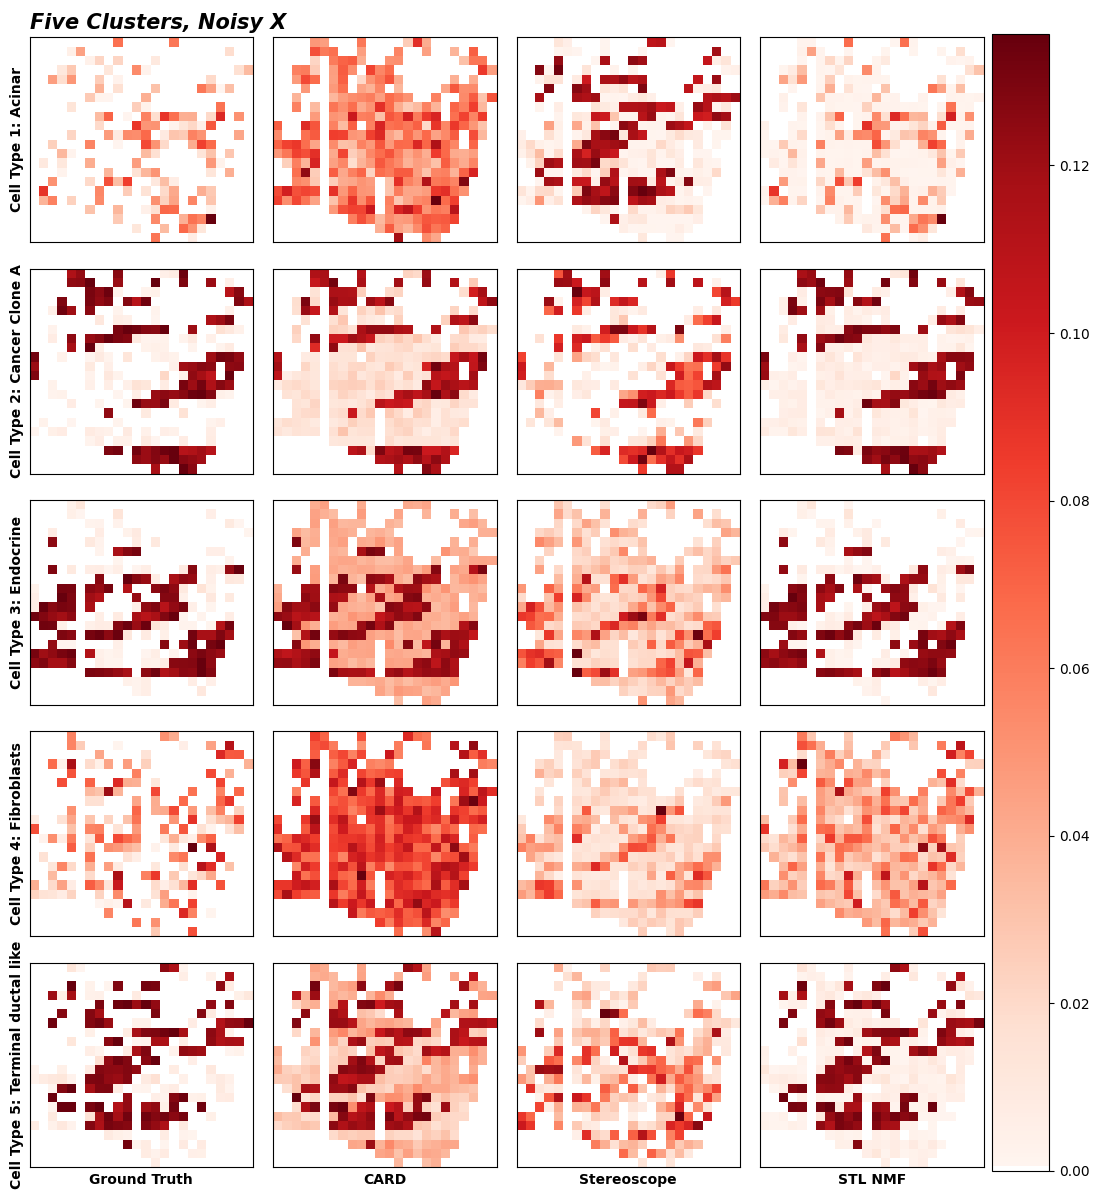 Five Clusters, Noisy X
Cell Type 1: Acinar
Cell Type 2: Cancer Clone A
Cell Type 3: Endocrine
Cell Type 4: Fibroblasts
Cell Type 5: Terminal ductal like
Ground Truth
CARD
Stereoscope
STL NMF
0.12
0.10
0.08
0.06
0.04
0.02
0.00